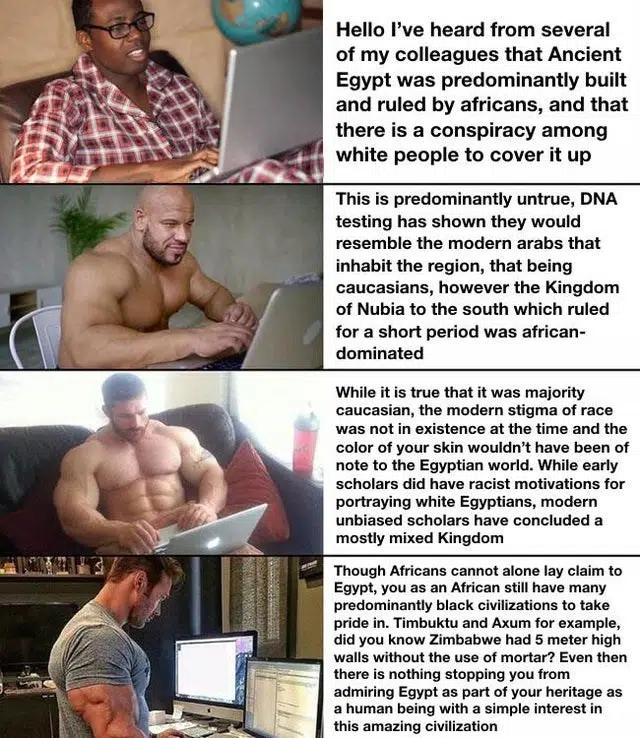 Hello I've heard from several
of my colleagues that Ancient
Egypt was predominantly built
and ruled by africans, and that
there is a conspiracy among
white people to cover it up
This is predominantly untrue, DNA
testing has shown they would
resemble the modern arabs that
inhabit the region, that being
caucasians, however the Kingdom
of Nubia to the south which ruled
for a short period was african-
dominated
While it is true that it was majority
caucasian, the modern stigma of race
was not in existence at the time and the
color of your skin wouldn't have been of
note to the Egyptian world. While early
scholars did have racist motivations for
portraying white Egyptians, modern
unbiased scholars have concluded a
mostly mixed Kingdom
Though Africans cannot alone lay claim to
Egypt, you as an African still have many
predominantly black civilizations to take
pride in. Timbuktu and Axum for example,
did you know Zimbabwe had 5 meter high
walls without the use of mortar? Even then
there is nothing stopping you from
admiring Egypt as part of your heritage as
a human being with a simple interest in
this amazing civilization